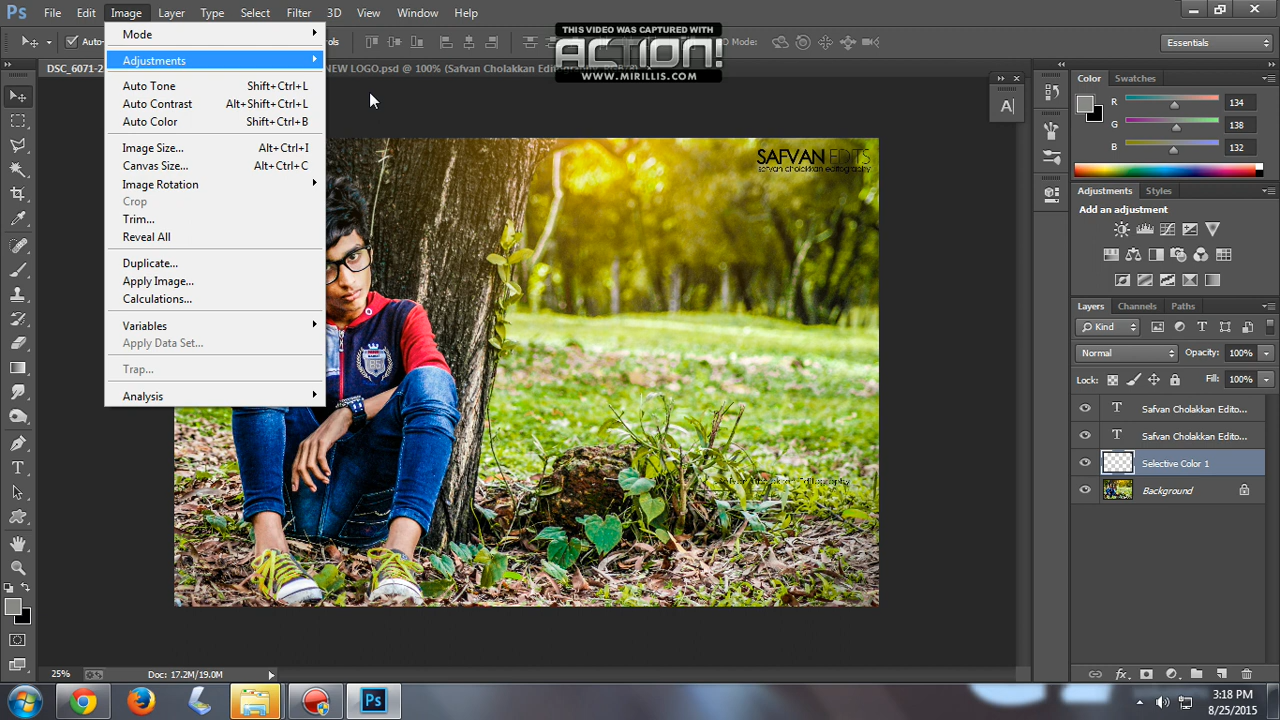 Ps File Edit Image Layer Type Select Filter 3D View Window Help
THIS VIDEO WAS CAPTURED WITH
ACTION!
WWW.MIRILLIS.COM
Auto-
Mode
Essentials
DSC_6071-2
NEW LOGO.psd @ 100% (Safvan Cholakkan
Mode
Adjustments
Auto Tone Shift+Ctrl+L
Auto Contrast Alt+Shift+Ctrl+L
Auto Color Shift+Ctrl+B
Image Size... Alt+Ctrl+I
Canvas Size... Alt+Ctrl+C
Image Rotation
Crop
Trim...
Reveal All
Duplicate...
Apply Image...
Calculations...
Variables
Apply Data Set...
Trap...
Analysis
SAFVAN EDITS
safvan cholakkan editography
A
Color Swatches
R 134
G 138
B 132
Adjustments Styles
Add an adjustment
Layers Channels Paths
Kind
Normal Opacity: 100%
Lock: Fill: 100%
T Safvan Cholakkan Edito...
T Safvan Cholakkan Edito...
Selective Color 1
Background
25% Doc: 17.2M/19.0M
Ps
3:18 PM
8/25/2015